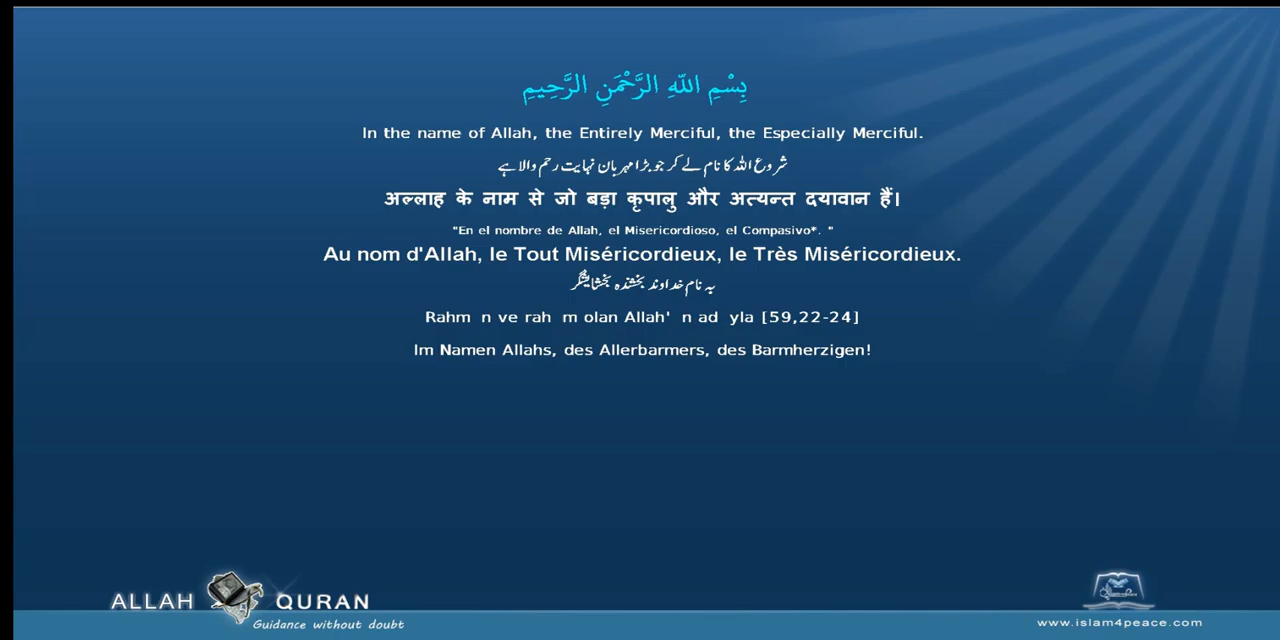 بِسْمِ اللّهِ الرَّحْمَنِ الرَّحِيمِ
In the name of Allah, the Entirely Merciful, the Especially Merciful.
شروع الله کا نام لے کر جو بڑا مہربان نہایت رحم والا ہے
अल्लाह के नाम से जो बड़ा कृपालु और अत्यन्त दयावान हैं।
"En el nombre de Allah, el Misericordioso, el Compasivo*. "
Au nom d'Allah, le Tout Miséricordieux, le Très Miséricordieux.
به نام خداوند بخشنده بخشایشگر
Rahm n ve rah m olan Allah' n ad yla [59,22-24]
Im Namen Allahs, des Allerbarmers, des Barmherzigen!
ALLAH QURAN
Guidance without doubt
www.islam4peace.com